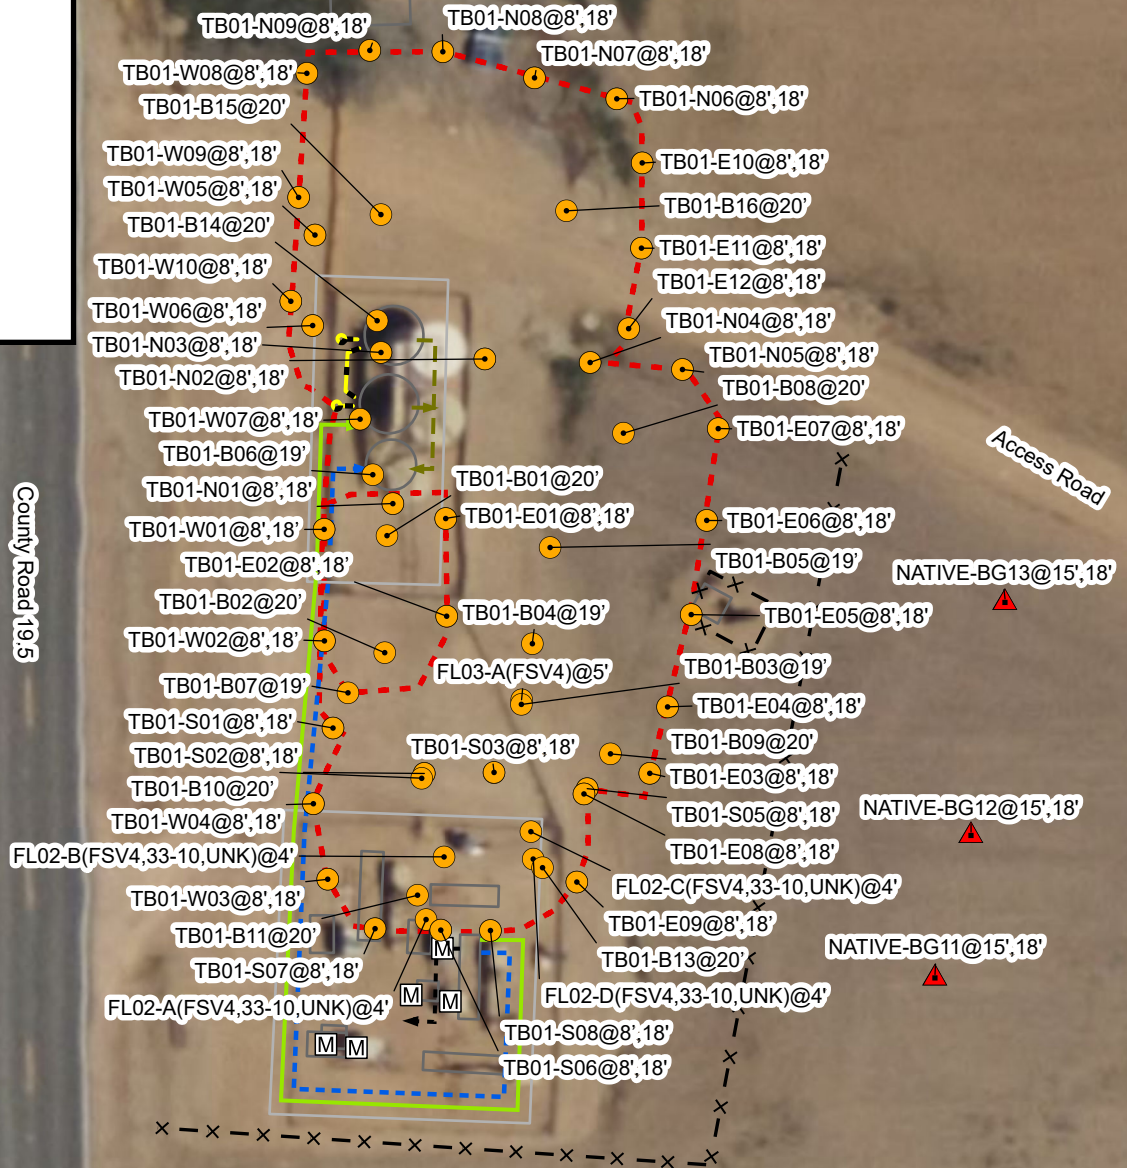 TB01-N09@8',18'
TB01-N08@8',18'
TB01-N07@8',18'
TB01-W08@8',18'
TB01-N06@8',18'
TB01-B15@20'
TB01-W09@8',18'
TB01-E10@8',18'
TB01-W05@8',18'
TB01-B16@20'
TB01-B14@20'
TB01-E11@8',18'
TB01-W10@8',18'
TB01-E12@8',18'
TB01-W06@8',18'
TB01-N04@8',18'
TB01-N03@8',18'
TB01-N05@8',18'
TB01-N02@8',18'
TB01-B08@20'
TB01-W07@8',18'
TB01-E07@8',18'
TB01-B06@19'
Access Road
TB01-B01@20'
TB01-N01@8',18'
TB01-E01@8',18'
TB01-E06@8',18'
TB01-W01@8',18'
County Road 19.5
TB01-E02@8',18'
TB01-B05@19'
NATIVE-BG13@15',18'
TB01-B02@20'
TB01-B04@19'
TB01-E05@8',18'
TB01-W02@8',18'
FL03-A(FSV4)@5'
TB01-B03@19'
TB01-B07@19'
TB01-E04@8',18'
TB01-S01@8',18'
TB01-S03@8',18'
TB01-B09@20'
TB01-S02@8',18'
TB01-E03@8',18'
TB01-B10@20'
NATIVE-BG12@15',18'
TB01-S05@8',18'
TB01-W04@8',18'
TB01-E08@8',18'
FL02-B(FSV4,33-10,UNK)@4'
FL02-C(FSV4,33-10,UNK)@4'
TB01-W03@8',18'
TB01-E09@8',18'
TB01-B11@20'
NATIVE-BG11@15',18'
M
TB01-B13@20'
TB01-S07@8',18'
M
M
FL02-D(FSV4,33-10,UNK)@4'
FL02-A(FSV4,33-10,UNK)@4'
TB01-S08@8',18'
M
M
TB01-S06@8',18'